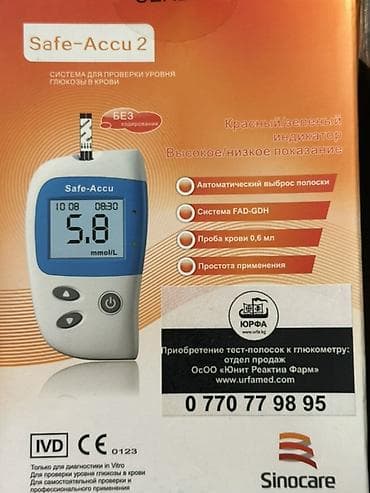 Safe-Accu 2
СИСТЕМА ДЛЯ ПРОВЕРКИ УРОВНЯ
ГЛЮКОЗЫ В КРОВИ
БЕЗ
кодирования
Красный/зеленый
индикатор
Высокое/низкое показание
Safe-Accu
10 08 08:30
5.8
mmol/L
Автоматический выброс полоски
Система FAD-GDH
Проба крови 0,6 мл
Простота применения
ЮРФА
www.urfa.kg
Приобретение тест-полосок к глюкометру:
отдел продаж
ОсОО «Юнит Реактив Фарм»
www.urfamed.com
0 770 77 98 95
IVD CE 0123
Только для диагностики in Vitro
Для проверки уровня глюкозы в крови
Для самостоятельной проверки и
профессионального применения
Sinocare